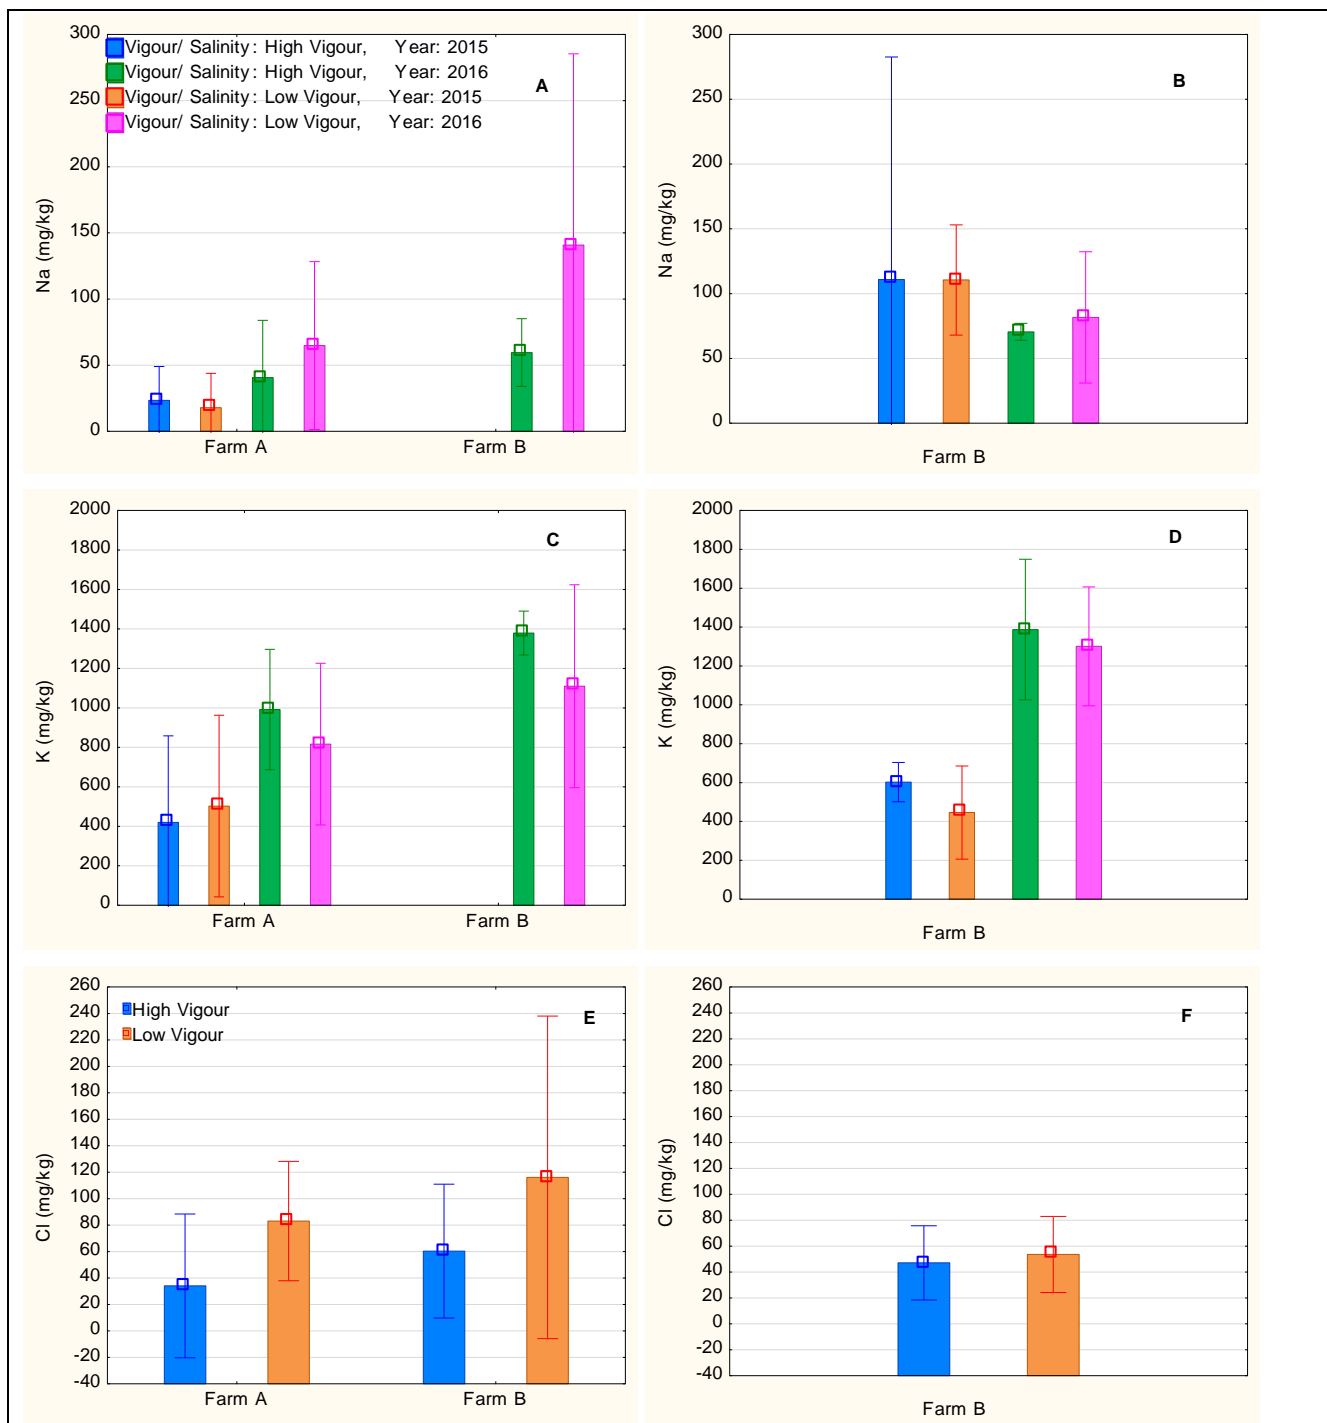 300
250
200
150
100
50
0
Na (mg/kg)
Vigour/ Salinity: High Vigour, Year: 2015
Vigour/ Salinity: High Vigour, Year: 2016
Vigour/ Salinity: Low Vigour, Year: 2015
Vigour/ Salinity: Low Vigour, Year: 2016
A
Farm A
Farm B
300
250
200
150
100
50
0
Na (mg/kg)
B
Farm B
2000
1800
1600
1400
1200
1000
800
600
400
200
0
K (mg/kg)
C
Farm A
Farm B
2000
1800
1600
1400
1200
1000
800
600
400
200
0
K (mg/kg)
D
Farm B
260
240
220
200
180
160
140
120
100
80
60
40
20
0
-20
-40
Cl (mg/kg)
High Vigour
Low Vigour
E
Farm A
Farm B
260
240
220
200
180
160
140
120
100
80
60
40
20
0
-20
-40
Cl (mg/kg)
F
Farm B